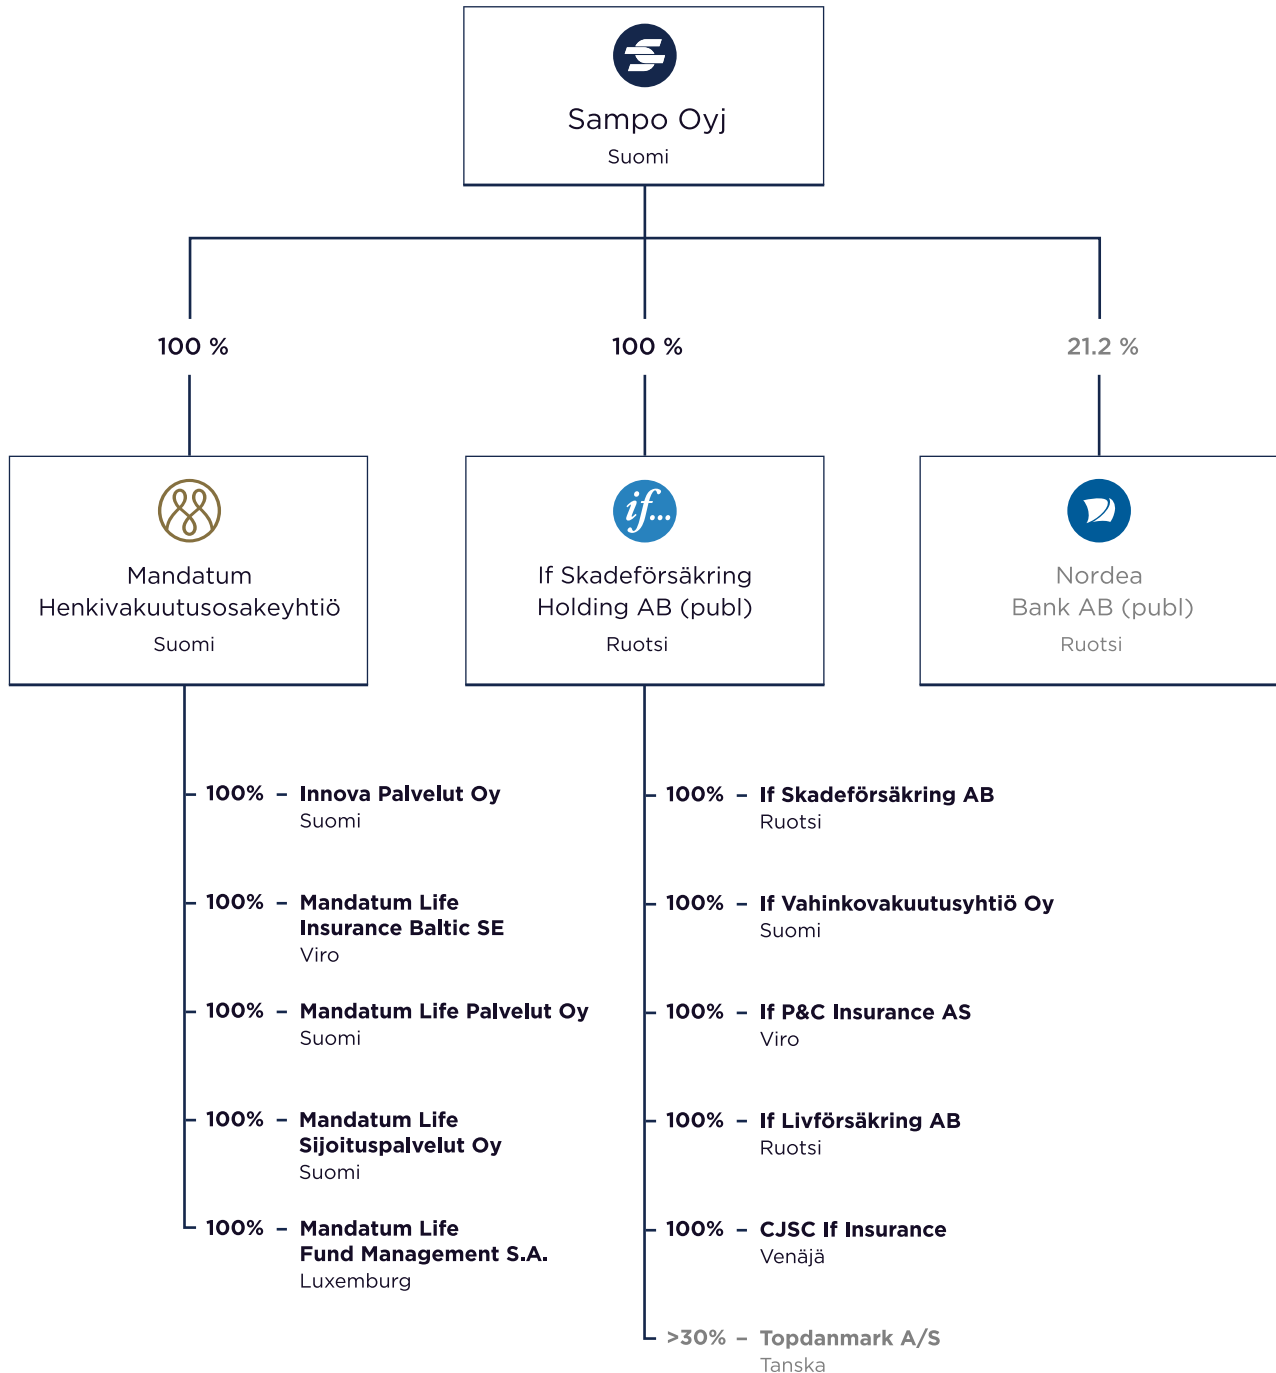 Sampo Oyj
Suomi
100 %
100 %
21.2 %
Mandatum
Henkivakuutusosakeyhtiö
Suomi
if...
If Skadeförsäkring
Holding AB (publ)
Ruotsi
Nordea
Bank AB (publ)
Ruotsi
100% – Innova Palvelut Oy
Suomi
100% – Mandatum Life
Insurance Baltic SE
Viro
100% – Mandatum Life Palvelut Oy
Suomi
100% – Mandatum Life
Sijoituspalvelut Oy
Suomi
100% – Mandatum Life
Fund Management S.A.
Luxemburg
100% – If Skadeförsäkring AB
Ruotsi
100% – If Vahinkovakuutusyhtiö Oy
Suomi
100% – If P&C Insurance AS
Viro
100% – If Livförsäkring AB
Ruotsi
100% – CJSC If Insurance
Venäjä
>30% – Topdanmark A/S
Tanska